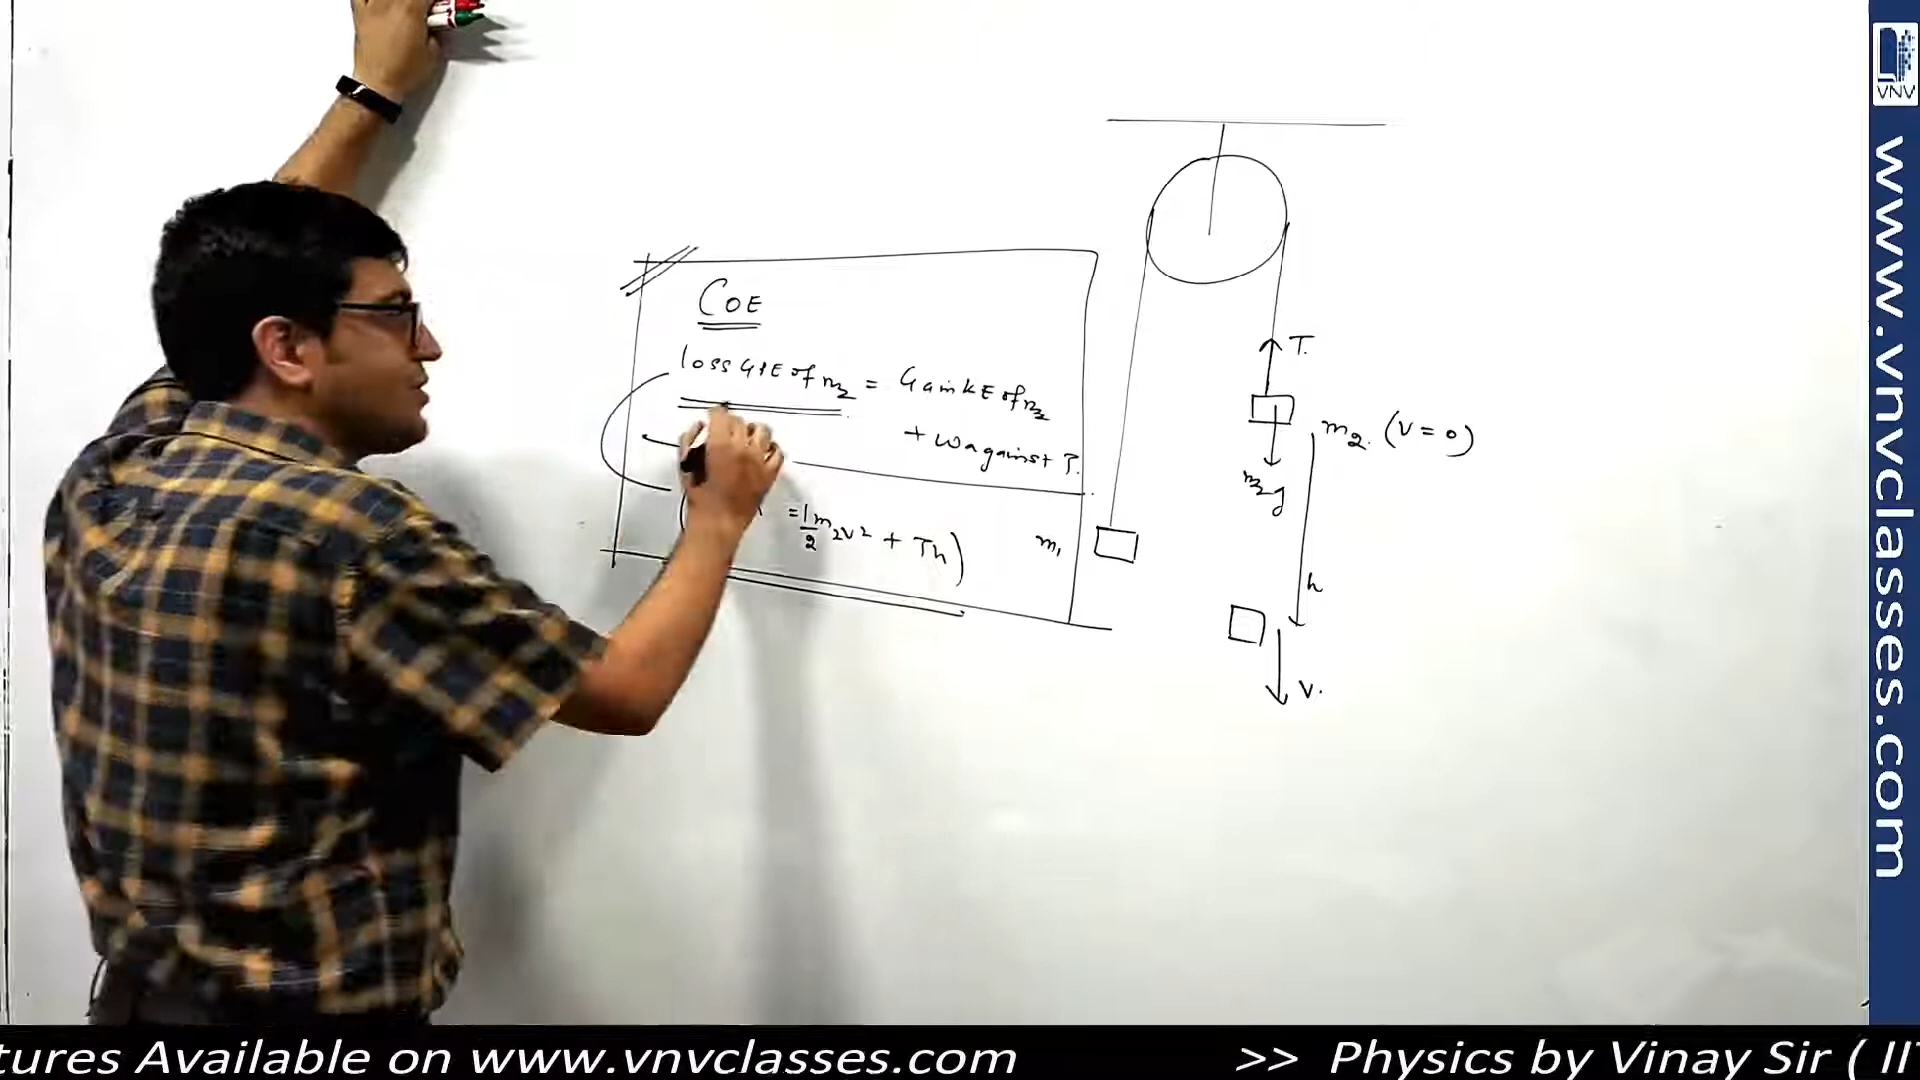 COE
loss GPE of m2 = Gain KE of m2
+ w against T.
= 1/2 m2v² + Th)
T.
m2. (v = 0)
m2g
m1
h
v.
VNV
www.vnvclasses.com
tures Available on www.vnvclasses.com >> Physics by Vinay Sir ( II